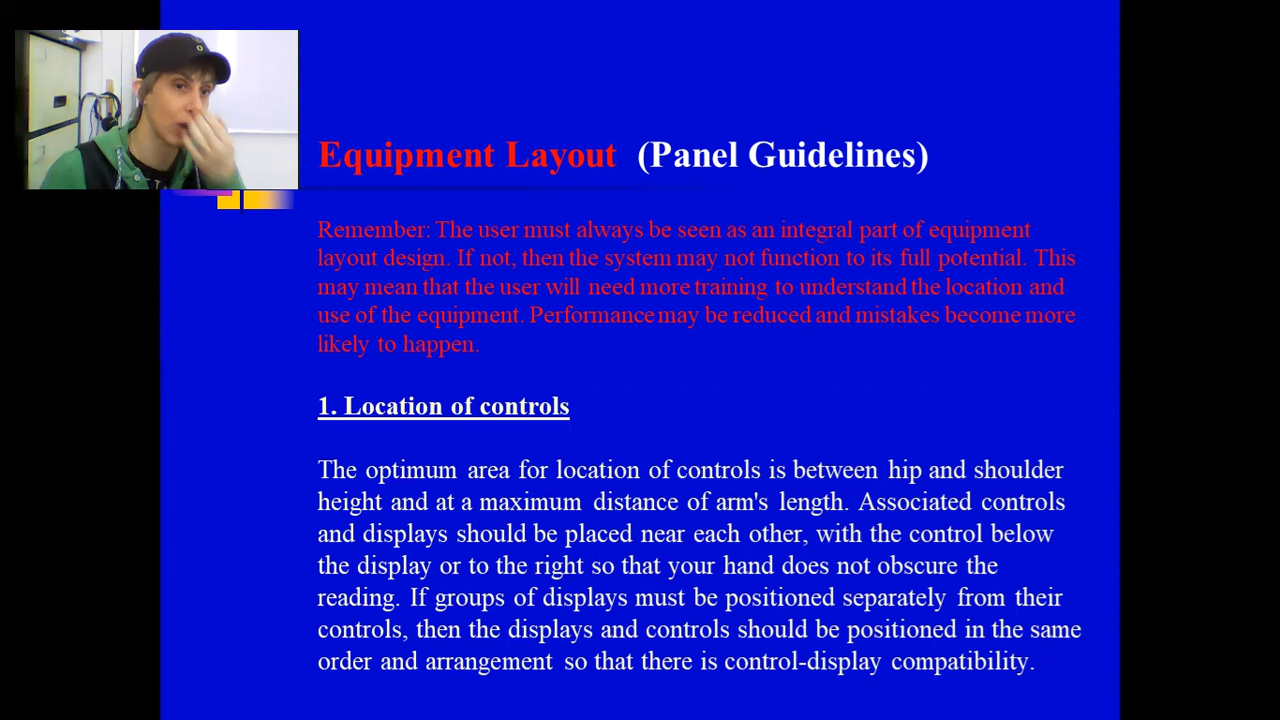 Equipment Layout (Panel Guidelines)
Remember: The user must always be seen as an integral part of equipment
layout design. If not, then the system may not function to its full potential. This
may mean that the user will need more training to understand the location and
use of the equipment. Performance may be reduced and mistakes become more
likely to happen.
1. Location of controls
The optimum area for location of controls is between hip and shoulder
height and at a maximum distance of arm's length. Associated controls
and displays should be placed near each other, with the control below
the display or to the right so that your hand does not obscure the
reading. If groups of displays must be positioned separately from their
controls, then the displays and controls should be positioned in the same
order and arrangement so that there is control-display compatibility.